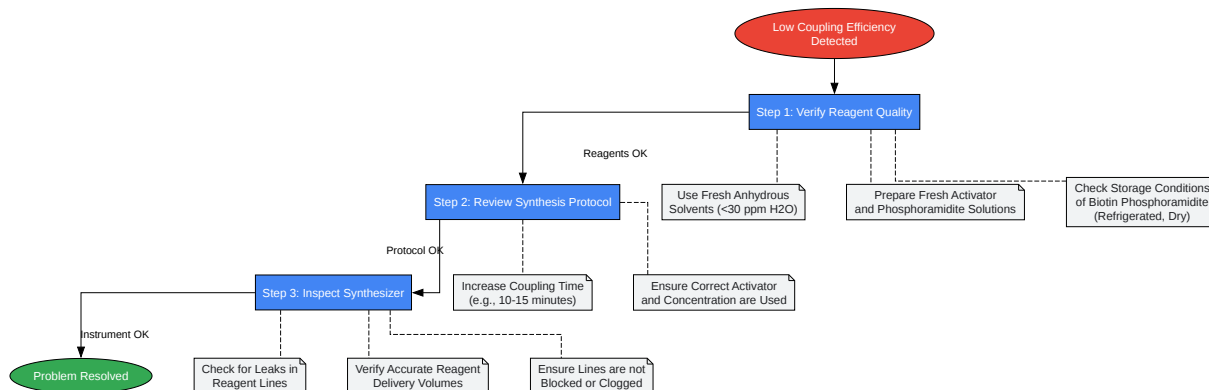 Low Coupling Efficiency
Detected
Step 1: Verify Reagent Quality
Reagents OK
Use Fresh Anhydrous
Solvents (<30 ppm H2O)
Prepare Fresh Activator
and Phosphoramidite Solutions
Check Storage Conditions
of Biotin Phosphoramidite
(Refrigerated, Dry)
Step 2: Review Synthesis Protocol
Protocol OK
Increase Coupling Time
(e.g., 10-15 minutes)
Ensure Correct Activator
and Concentration are Used
Step 3: Inspect Synthesizer
Instrument OK
Problem Resolved
Check for Leaks in
Reagent Lines
Verify Accurate Reagent
Delivery Volumes
Ensure Lines are not
Blocked or Clogged